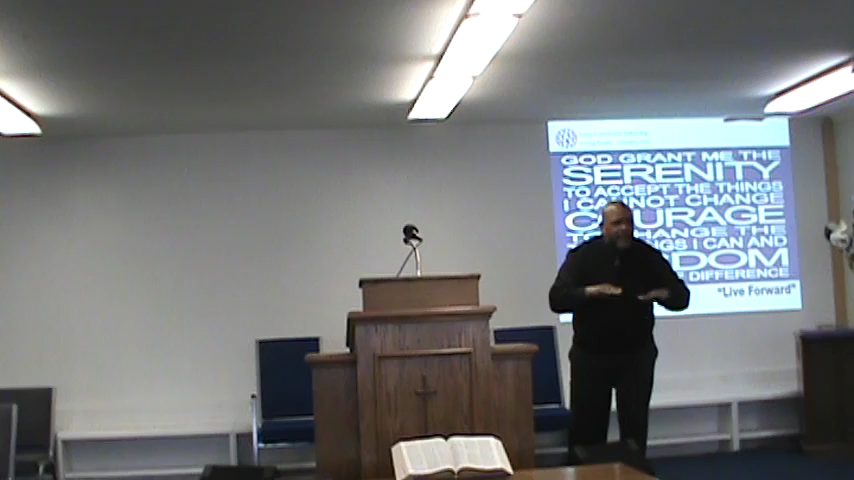 GOD GRANT ME THE
SERENITY
TO ACCEPT THE THINGS
I CANNOT CHANGE
COURAGE
THINGS I CAN AND
DIFFERENCE
"Live Forward"